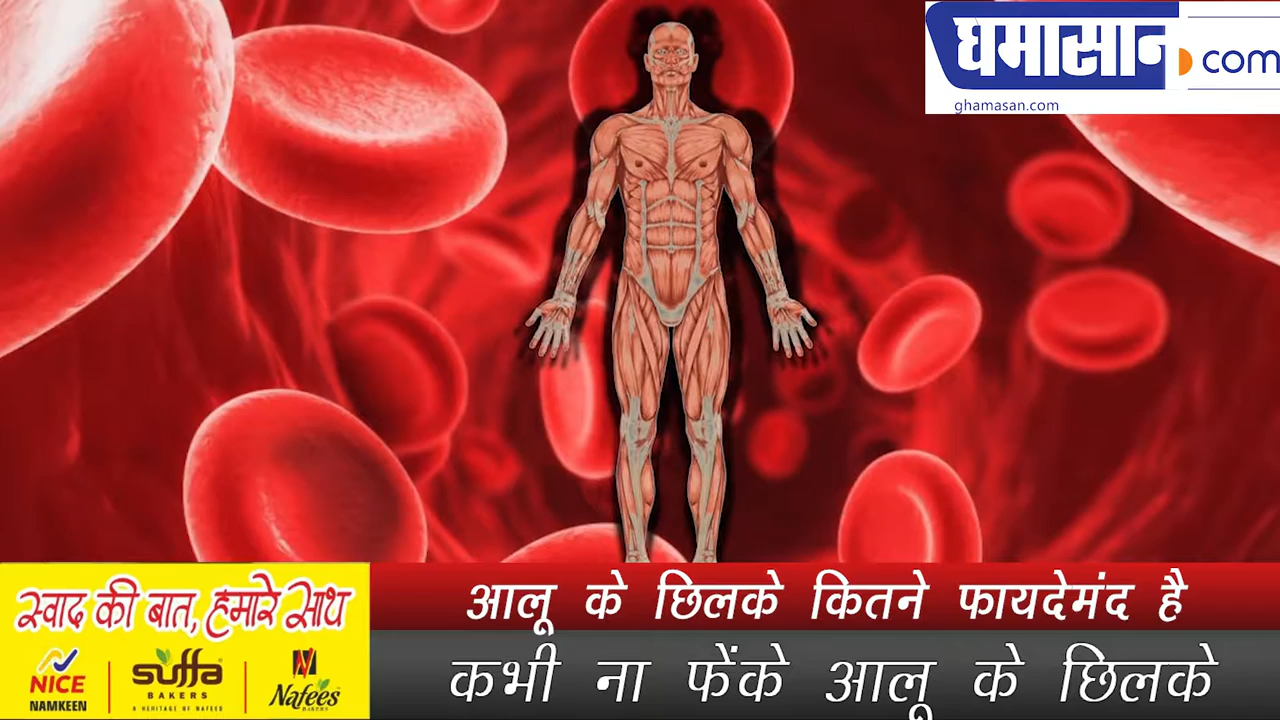 घमासान.com
ghamasan.com
स्वाद की बात, हमारे साथ
NICE
NAMKEEN
suffa
BAKERS
A HERITAGE OF NAFEES
Nafees
BAKERS
आलू के छिलके कितने फायदेमंद है
कभी ना फेंके आलू के छिलके